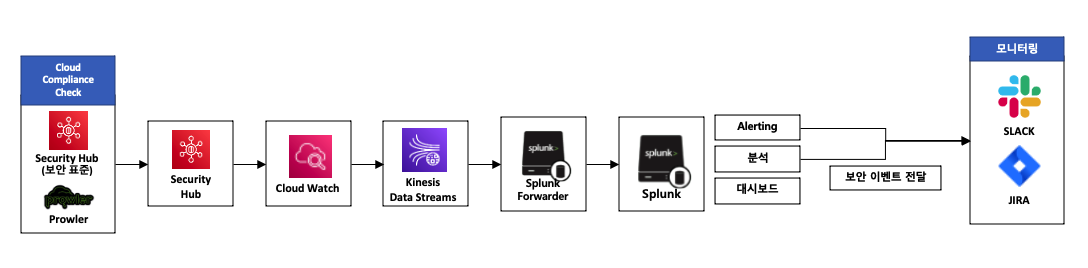 Cloud
Compliance
Check
Security Hub
(보안 표준)
prowler
Prowler
Security
Hub
Cloud Watch
Kinesis
Data Streams
splunk>
Splunk
Forwarder
splunk>
Splunk
Alerting
분석
대시보드
보안 이벤트 전달
모니터링
SLACK
JIRA